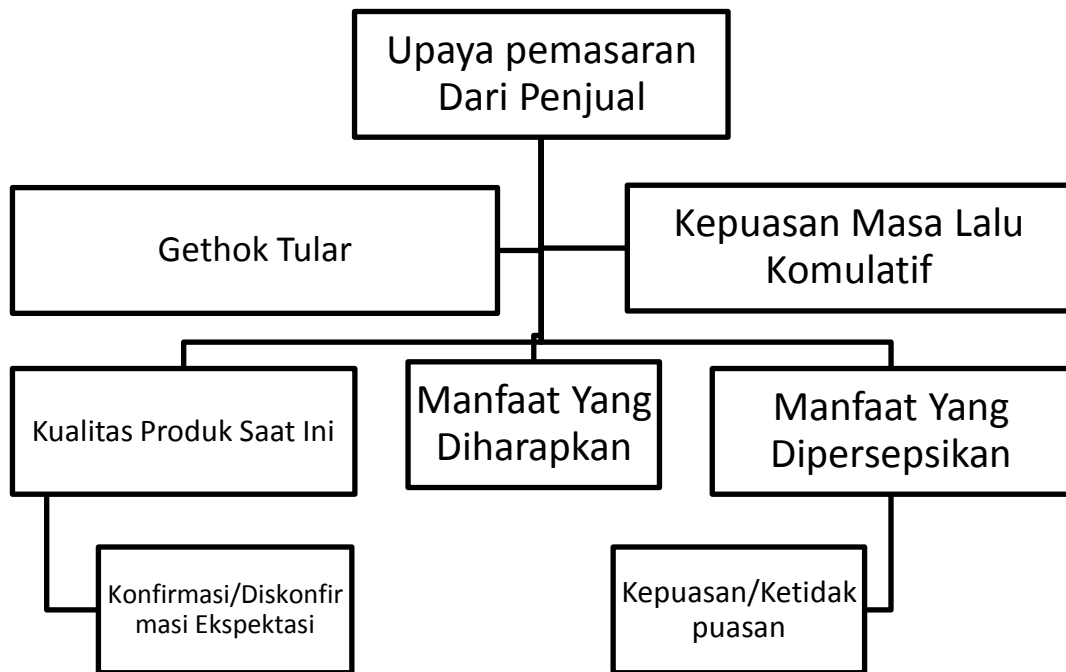 Upaya pemasaran
Dari Penjual
Gethok Tular
Kepuasan Masa Lalu
Komulatif
Kualitas Produk Saat Ini
Manfaat Yang
Diharapkan
Manfaat Yang
Dipersepsikan
Konfirmasi/Diskonfir
masi Ekspektasi
Kepuasan/Ketidak
puasan